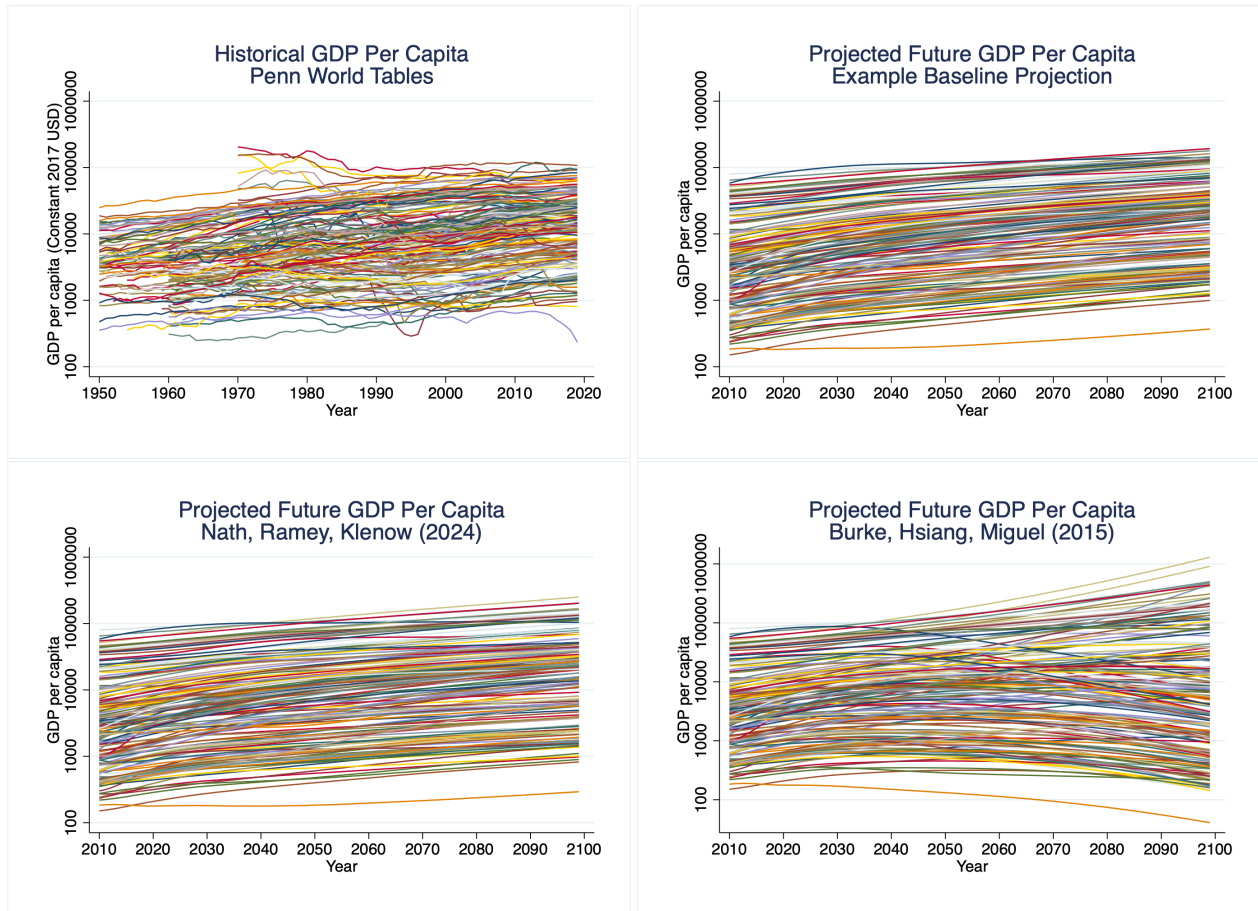 Historical GDP Per Capita
Penn World Tables
GDP per capita (Constant 2017 USD)
1000000
100000
10000
1000
100
1950 1960 1970 1980 1990 2000 2010 2020
Year
Projected Future GDP Per Capita
Example Baseline Projection
GDP per capita
1000000
100000
10000
1000
100
2010 2020 2030 2040 2050 2060 2070 2080 2090 2100
Year
Projected Future GDP Per Capita
Nath, Ramey, Klenow (2024)
GDP per capita
1000000
100000
10000
1000
100
2010 2020 2030 2040 2050 2060 2070 2080 2090 2100
Year
Projected Future GDP Per Capita
Burke, Hsiang, Miguel (2015)
GDP per capita
1000000
100000
10000
1000
100
2010 2020 2030 2040 2050 2060 2070 2080 2090 2100
Year